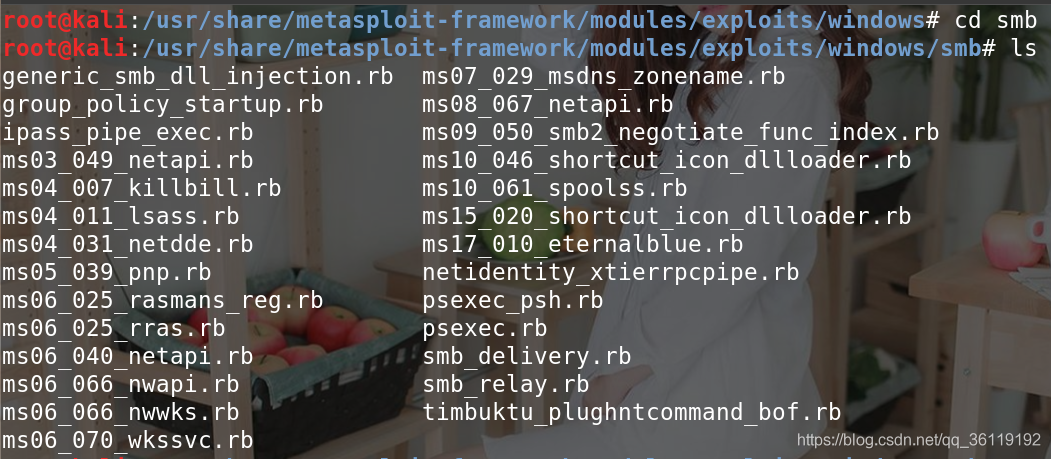 root@kali:/usr/share/metasploit-framework/modules/exploits/windows# cd smb
root@kali:/usr/share/metasploit-framework/modules/exploits/windows/smb# ls
generic_smb_dll_injection.rb  ms07_029_msdns_zonename.rb
group_policy_startup.rb       ms08_067_netapi.rb
ipass_pipe_exec.rb            ms09_050_smb2_negotiate_func_index.rb
ms03_049_netapi.rb            ms10_046_shortcut_icon_dllloader.rb
ms04_007_killbill.rb          ms10_061_spoolss.rb
ms04_011_lsass.rb             ms15_020_shortcut_icon_dllloader.rb
ms04_031_netdde.rb            ms17_010_eternalblue.rb
ms05_039_pnp.rb               netidentity_xtierrpcpipe.rb
ms06_025_rasmans_reg.rb       psexec_psh.rb
ms06_025_rras.rb              psexec.rb
ms06_040_netapi.rb            smb_delivery.rb
ms06_066_nwapi.rb             smb_relay.rb
ms06_066_nwwks.rb             timbuktu_plughntcommand_bof.rb
ms06_070_wkssvc.rb
https://blog.csdn.net/qq_36119192